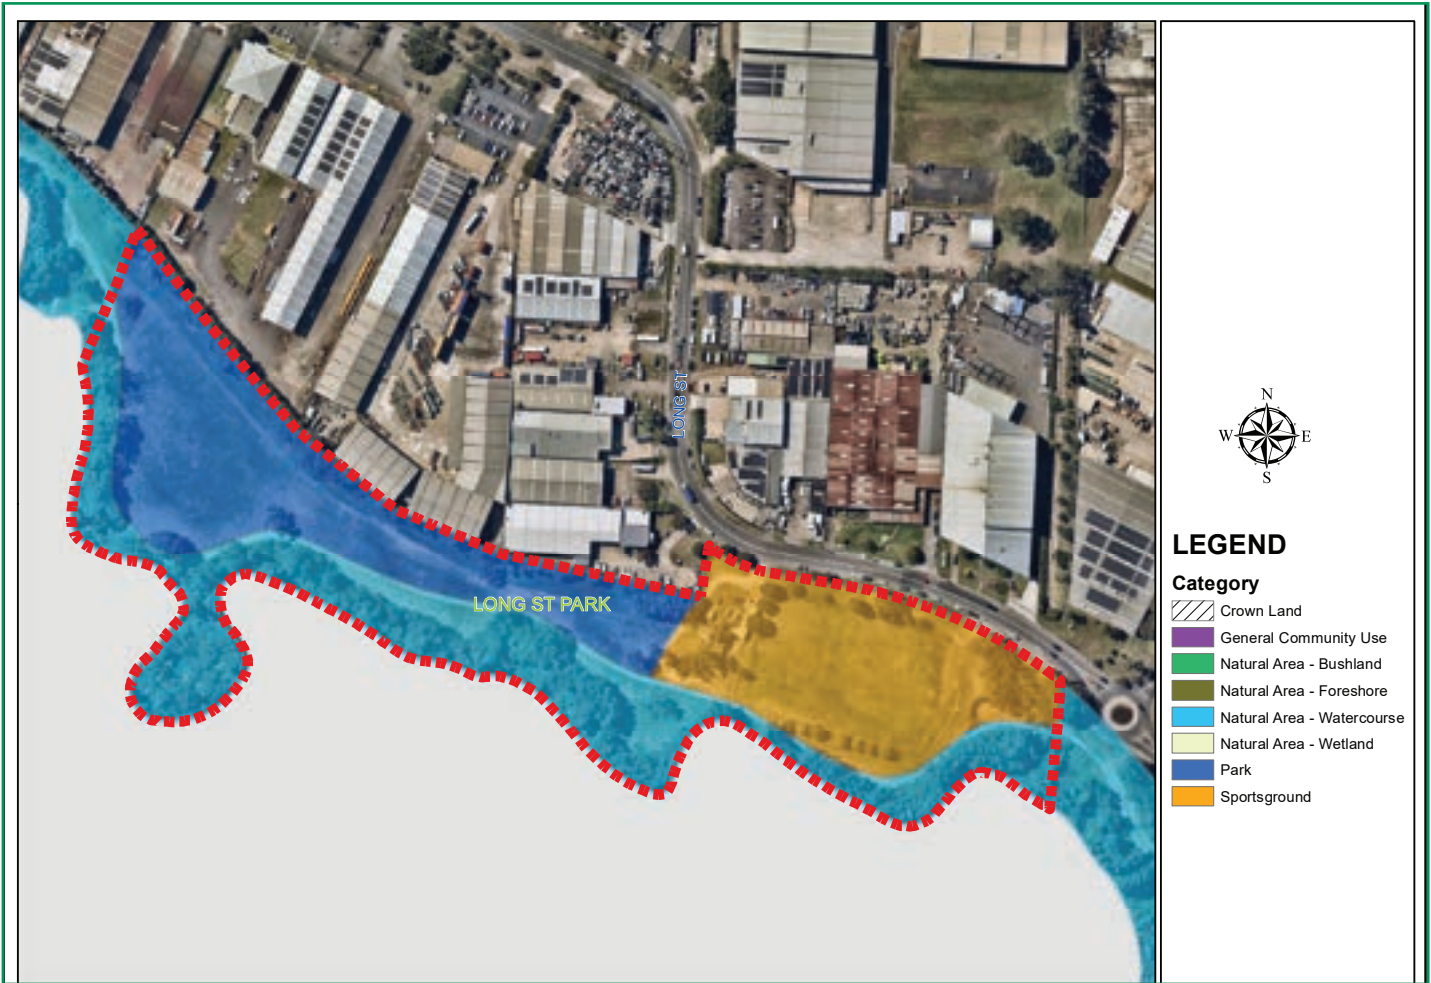 LONG ST
LONG ST PARK
N
W E
S
LEGEND
Category
Crown Land
General Community Use
Natural Area - Bushland
Natural Area - Foreshore
Natural Area - Watercourse
Natural Area - Wetland
Park
Sportsground